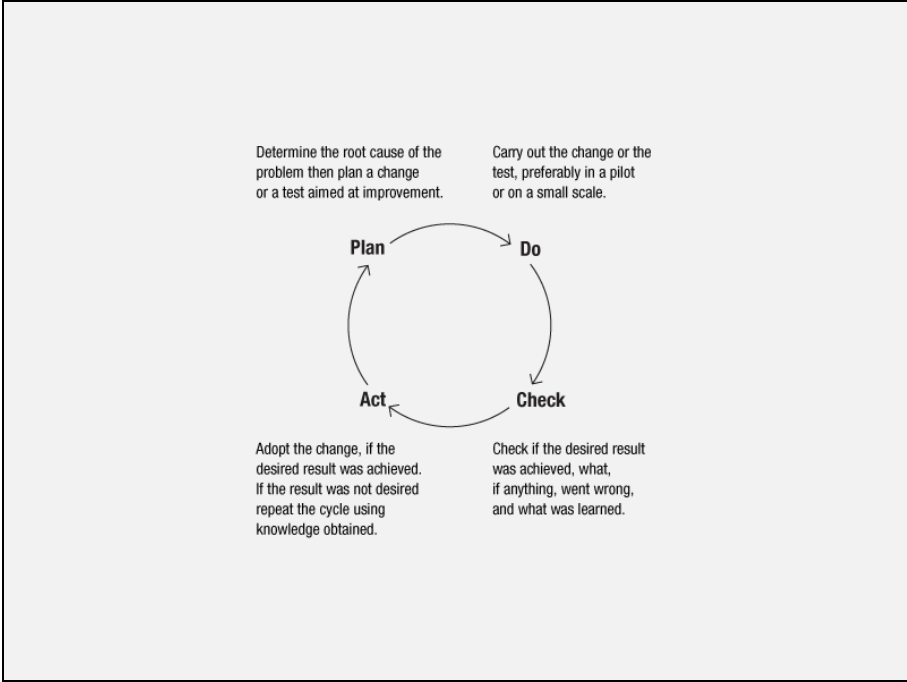 Determine the root cause of the
problem then plan a change
or a test aimed at improvement.
Carry out the change or the
test, preferably in a pilot
or on a small scale.
Plan
Do
Act
Check
Adopt the change, if the
desired result was achieved.
If the result was not desired
repeat the cycle using
knowledge obtained.
Check if the desired result
was achieved, what,
if anything, went wrong,
and what was learned.